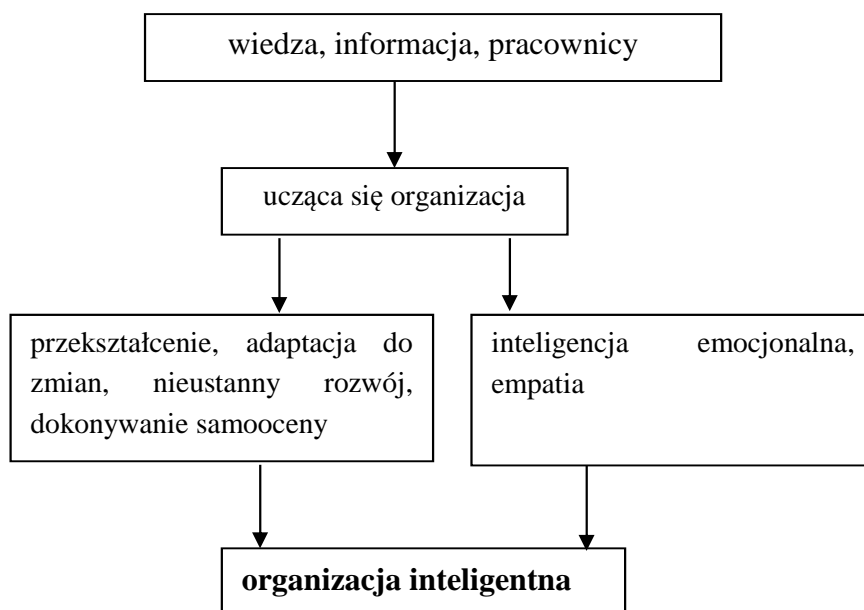 wiedza, informacja, pracownicy
ucząca się organizacja
przekształcenie, adaptacja do
zmian, nieustanny rozwój,
dokonywanie samooceny
inteligencja emocjonalna,
empatia
organizacja inteligentna